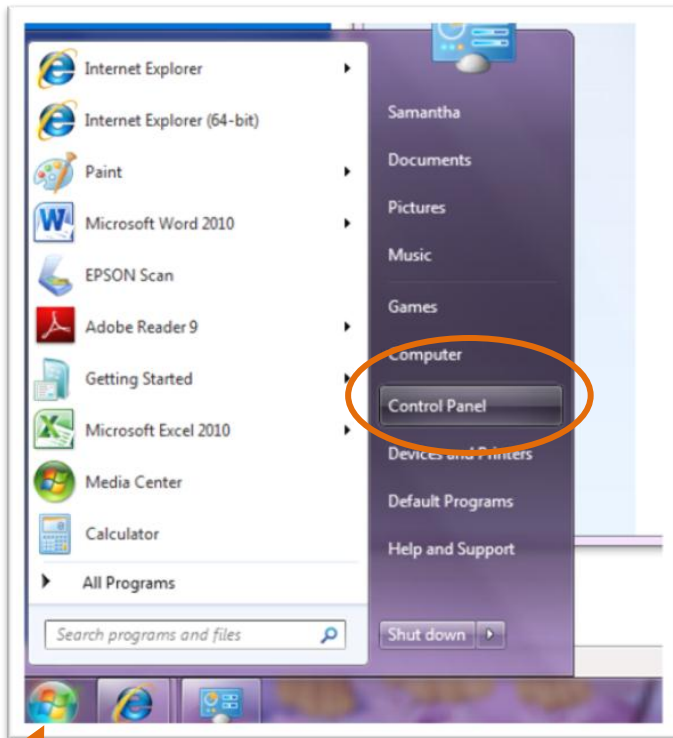 Internet Explorer
Internet Explorer (64-bit)
Paint
Microsoft Word 2010
EPSON Scan
Adobe Reader 9
Getting Started
Microsoft Excel 2010
Media Center
Calculator
All Programs
Search programs and files
Samantha
Documents
Pictures
Music
Games
Computer
Control Panel
Devices and Printers
Default Programs
Help and Support
Shut down